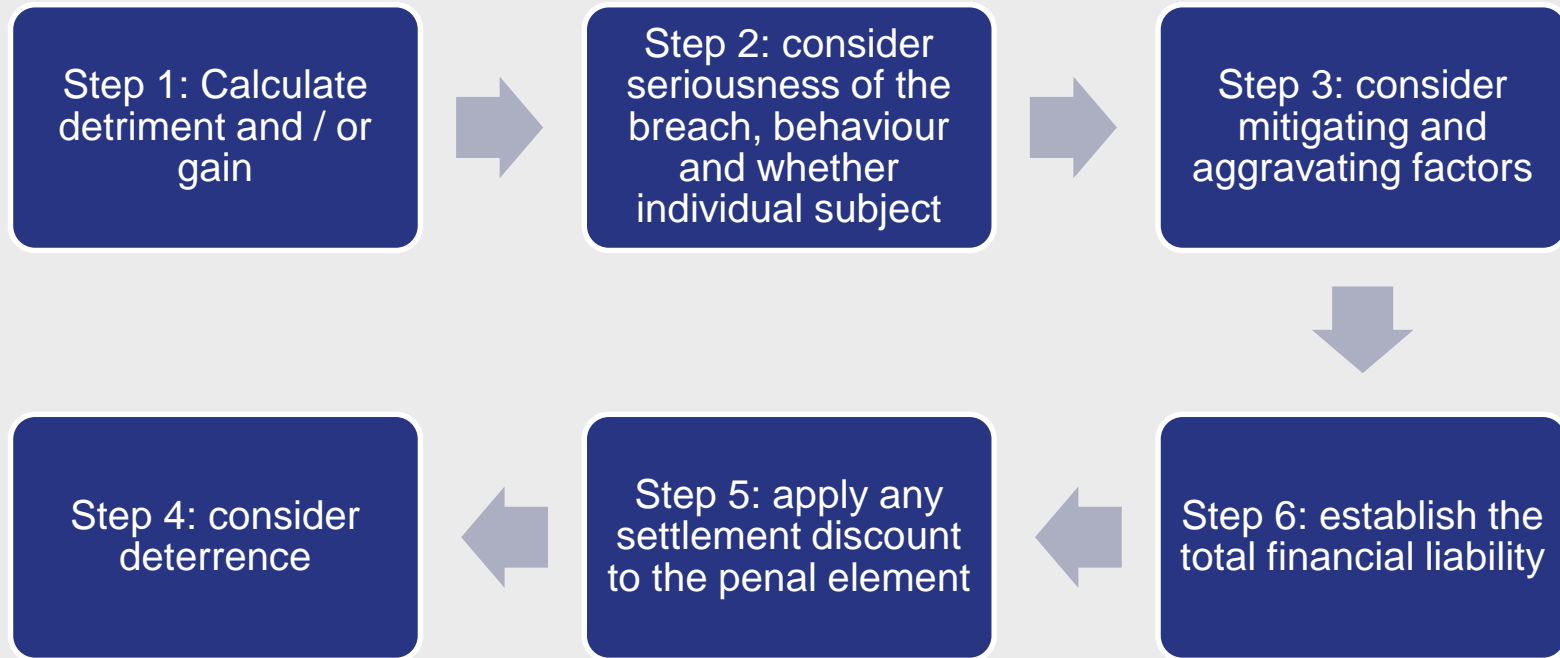 Step 1: Calculate
detriment and / or
gain
Step 2: consider
seriousness of the
breach, behaviour
and whether
individual subject
Step 3: consider
mitigating and
aggravating factors
Step 4: consider
deterrence
Step 5: apply any
settlement discount
to the penal element
Step 6: establish the
total financial liability